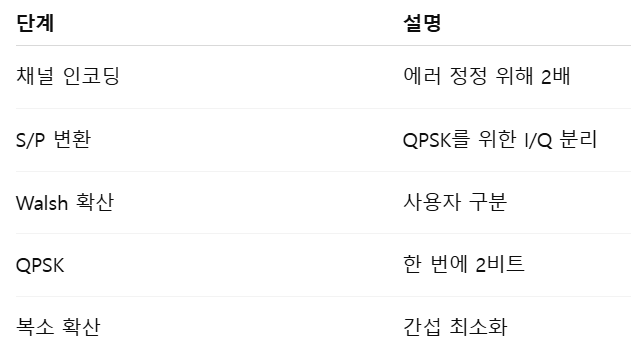 단계 설명
채널 인코딩 에러 정정 위해 2배
S/P 변환 QPSK를 위한 I/Q 분리
Walsh 확산 사용자 구분
QPSK 한 번에 2비트
복소 확산 간섭 최소화